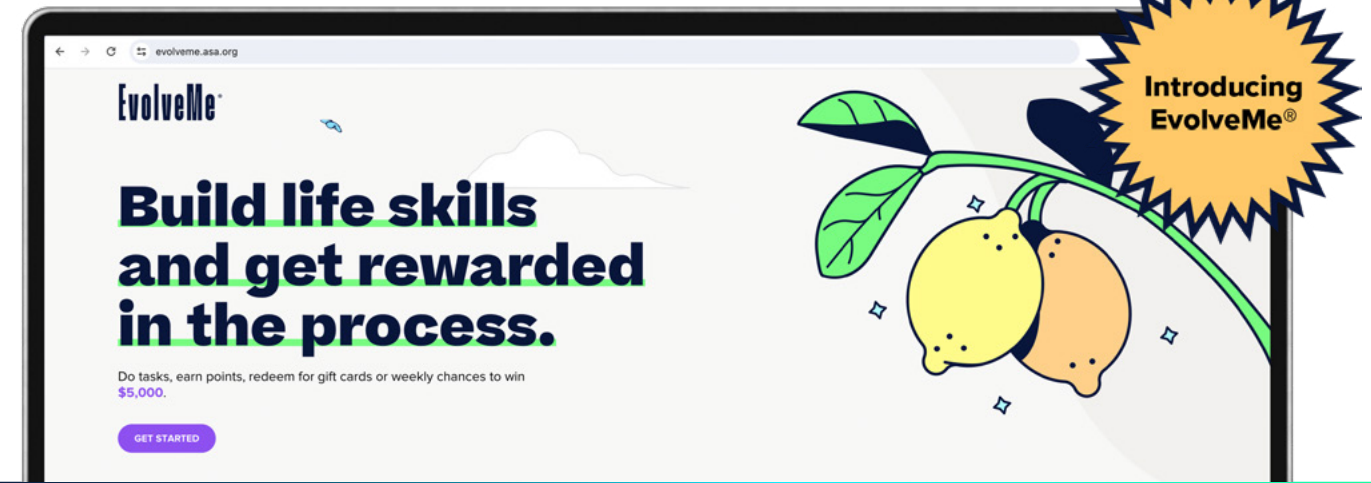 evolveme.asa.org
EvolveMe®
Introducing
EvolveMe®
Build life skills
and get rewarded
in the process.
Do tasks, earn points, redeem for gift cards or weekly chances to win
$5,000.
GET STARTED